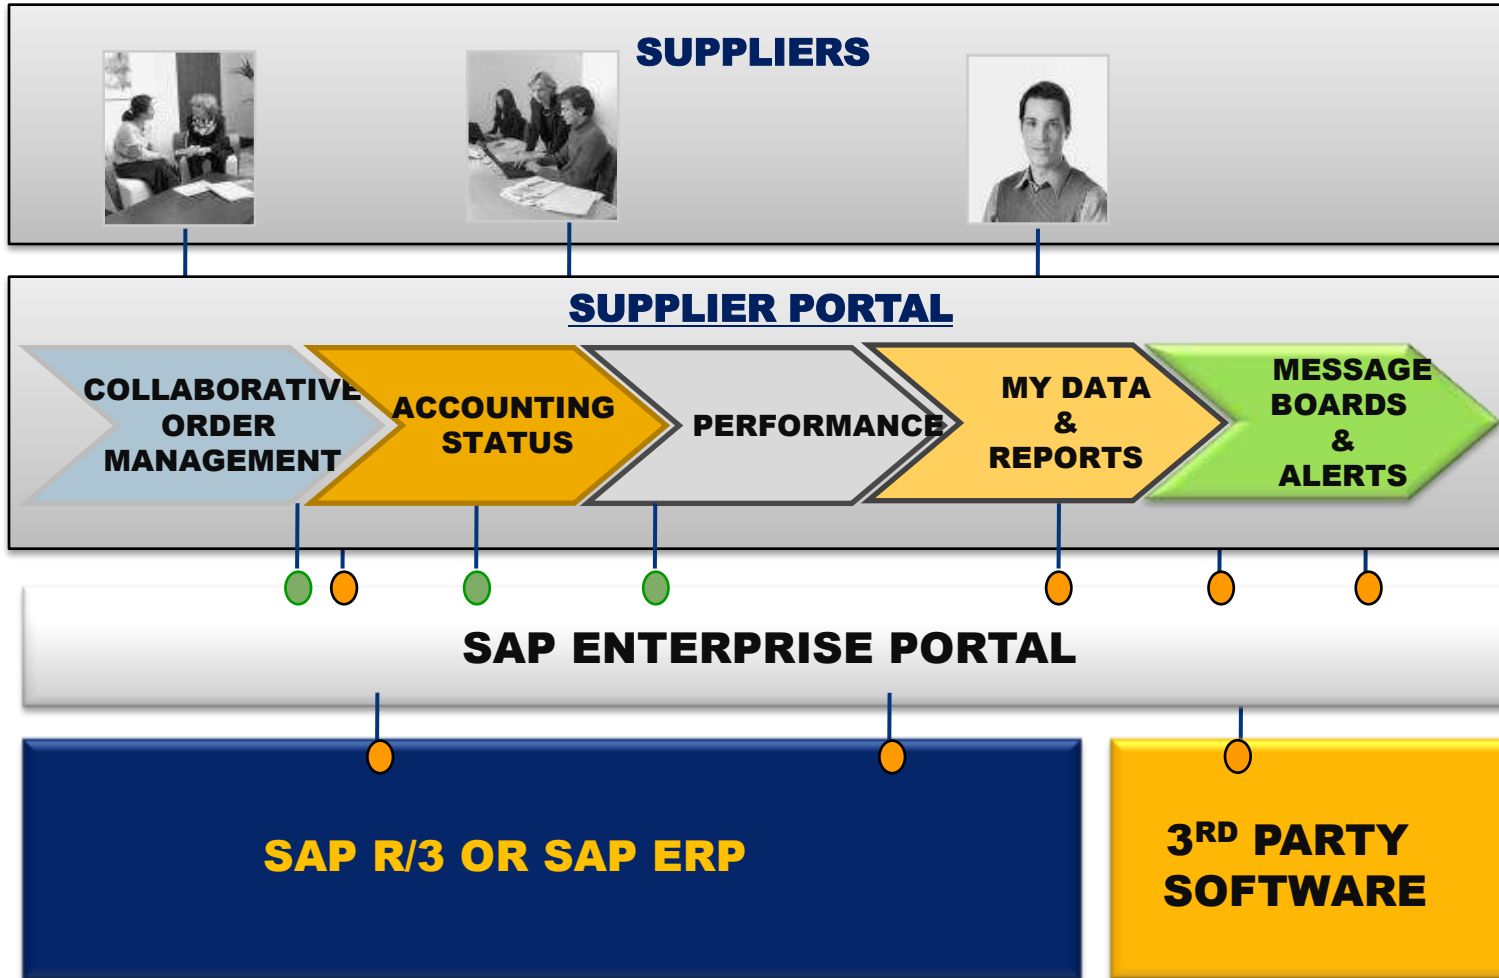 SUPPLIERS
SUPPLIER PORTAL
COLLABORATIVE
ORDER
MANAGEMENT
ACCOUNTING
STATUS
PERFORMANCE
MY DATA
&
REPORTS
MESSAGE
BOARDS
&
ALERTS
SAP ENTERPRISE PORTAL
SAP R/3 OR SAP ERP
3RD PARTY
SOFTWARE